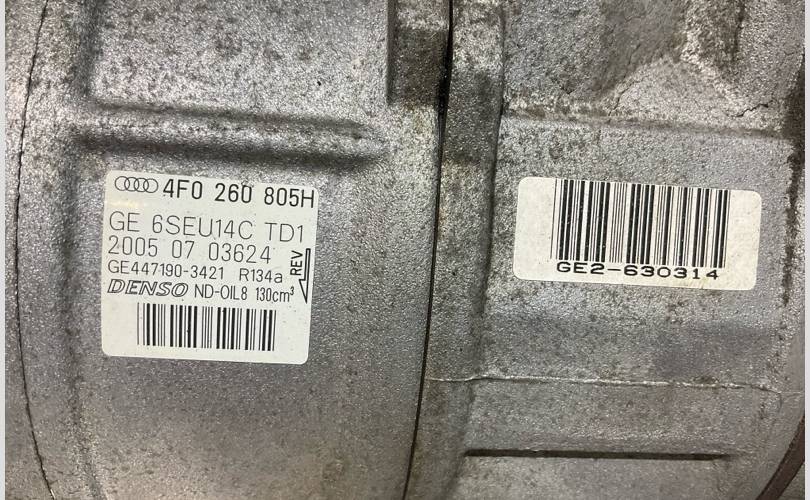 4F0 260 805H
GE 6SEU14C TD1
2005 07 03624
GE447190-3421 R134a
DENSO ND-OIL8 130cm³
REV
GE2-630314